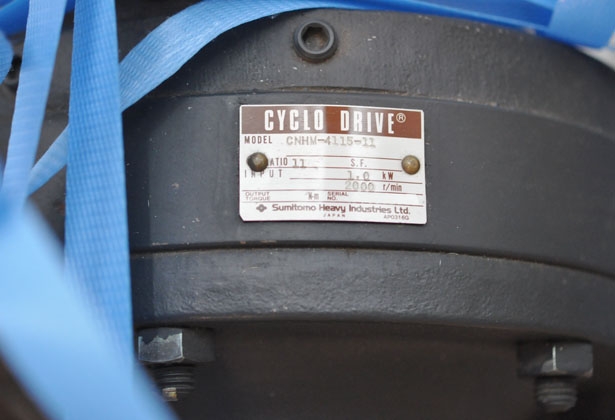 CYCLO DRIVE®
MODEL CNHM-4115-11
RATIO 11 S.F.
INPUT 1.0 kW
2000 r/min
OUTPUT TORQUE N·m SERIAL NO.
Sumitomo Heavy Industries Ltd.
JAPAN